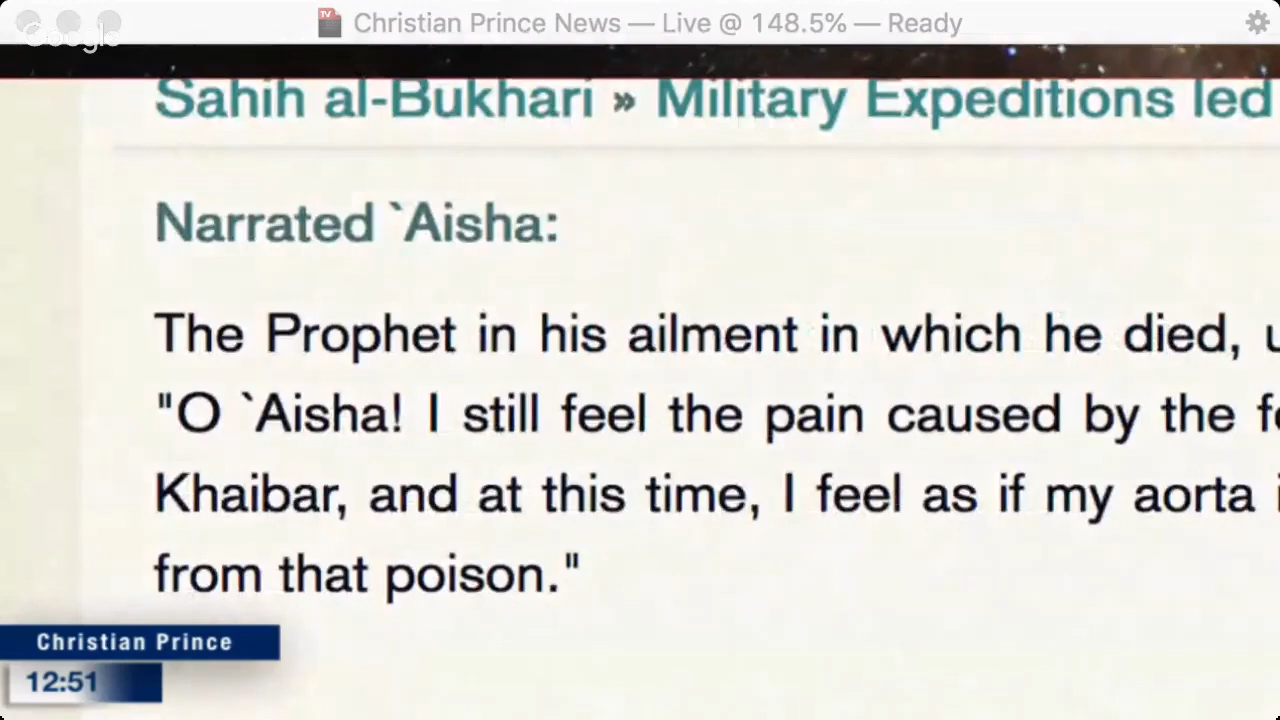 Christian Prince News — Live @ 148.5% — Ready
Google
Sahih al-Bukhari » Military Expeditions led
Narrated `Aisha:
The Prophet in his ailment in which he died,
"O `Aisha! I still feel the pain caused by the
Khaibar, and at this time, I feel as if my aorta
from that poison."
Christian Prince
12:51